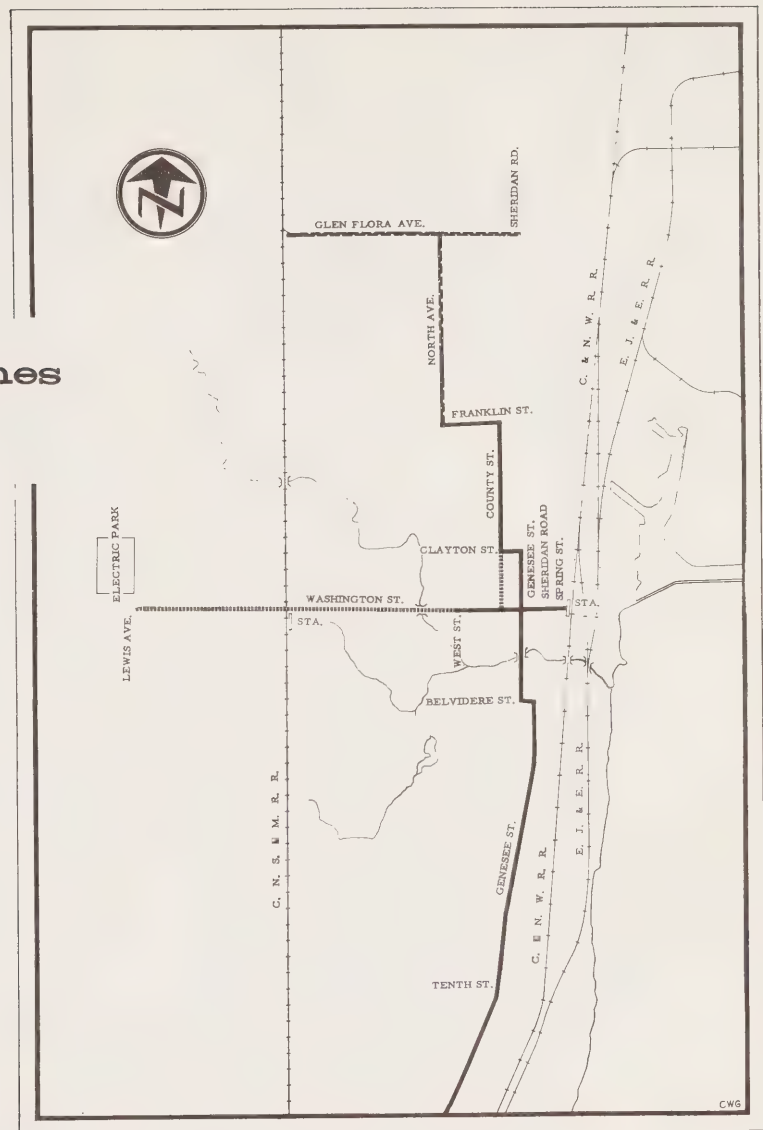 N
SHERIDAN RD.
GLEN FLORA AVE.
NORTH AVE.
C. & N. W. R. R.
E. J. & E. R. R.
nes
FRANKLIN ST.
COUNTY ST.
ELECTRIC PARK
CLAYTON ST.
GENESEE ST.
SHERIDAN ROAD
SPRING ST.
WASHINGTON ST.
STA.
STA.
LEWIS AVE.
WEST ST.
BELVIDERE ST.
C. N. S. & M. R. R.
GENESEE ST.
E. J. & E. R. R.
C. & N. W. R. R.
TENTH ST.
CWG